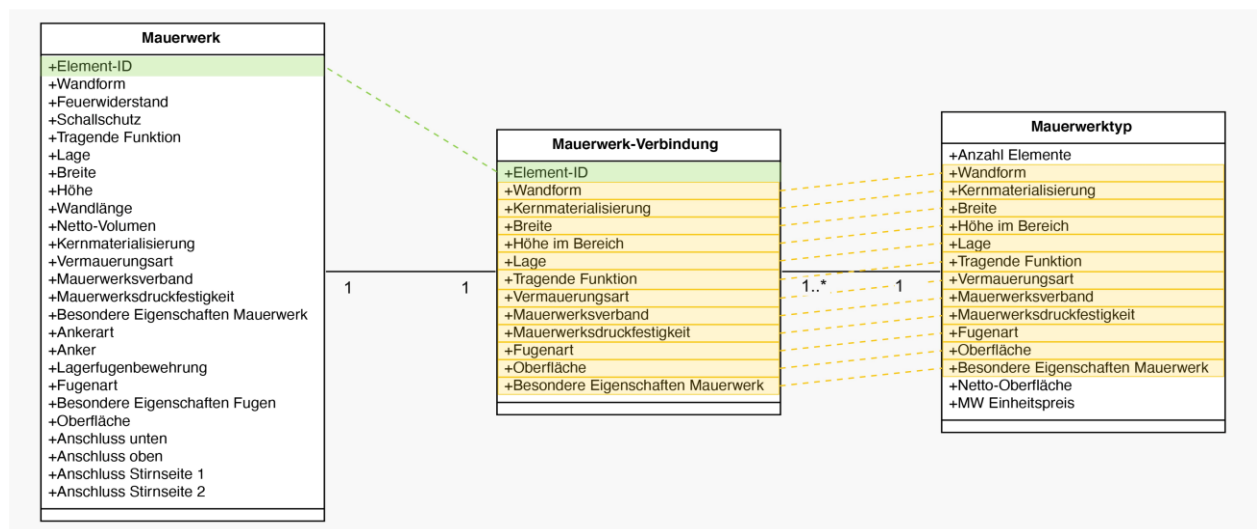 Mauerwerk
+Element-ID
+Wandform
+Feuerwiderstand
+Schallschutz
+Tragende Funktion
+Lage
+Breite
+Höhe
+Wandlänge
+Netto-Volumen
+Kernmaterialisierung
+Vermauerungsart
+Mauerwerksverband
+Mauerwerksdruckfestigkeit
+Besondere Eigenschaften Mauerwerk
+Ankerart
+Anker
+Lagerfugenbewehrung
+Fugenart
+Besondere Eigenschaften Fugen
+Oberfläche
+Anschluss unten
+Anschluss oben
+Anschluss Stirnseite 1
+Anschluss Stirnseite 2
1
1
Mauerwerk-Verbindung
+Element-ID
+Wandform
+Kernmaterialisierung
+Breite
+Höhe im Bereich
+Lage
+Tragende Funktion
+Vermauerungsart
+Mauerwerksverband
+Mauerwerksdruckfestigkeit
+Fugenart
+Oberfläche
+Besondere Eigenschaften Mauerwerk
1..*
1
Mauerwerktyp
+Anzahl Elemente
+Wandform
+Kernmaterialisierung
+Breite
+Höhe im Bereich
+Lage
+Tragende Funktion
+Vermauerungsart
+Mauerwerksverband
+Mauerwerksdruckfestigkeit
+Fugenart
+Oberfläche
+Besondere Eigenschaften Mauerwerk
+Netto-Oberfläche
+MW Einheitspreis